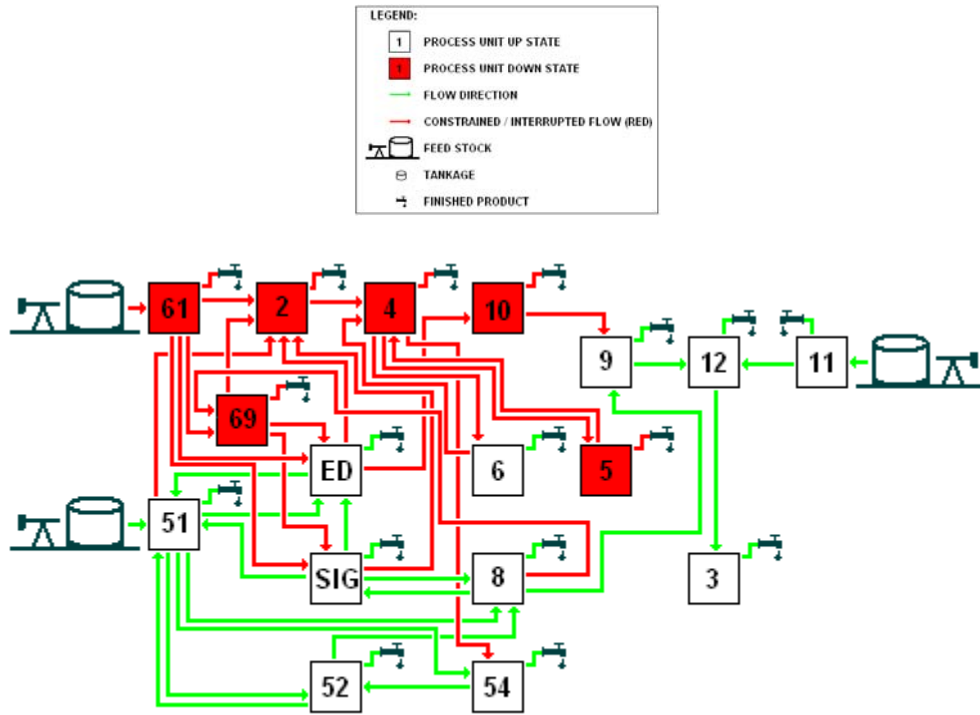 LEGEND:
1 PROCESS UNIT UP STATE
1 PROCESS UNIT DOWN STATE
FLOW DIRECTION
CONSTRAINED / INTERRUPTED FLOW (RED)
FEED STOCK
TANKAGE
FINISHED PRODUCT
61 2 4 10
9 12 11
69
ED 6 5
51
SIG 8 3
52 54